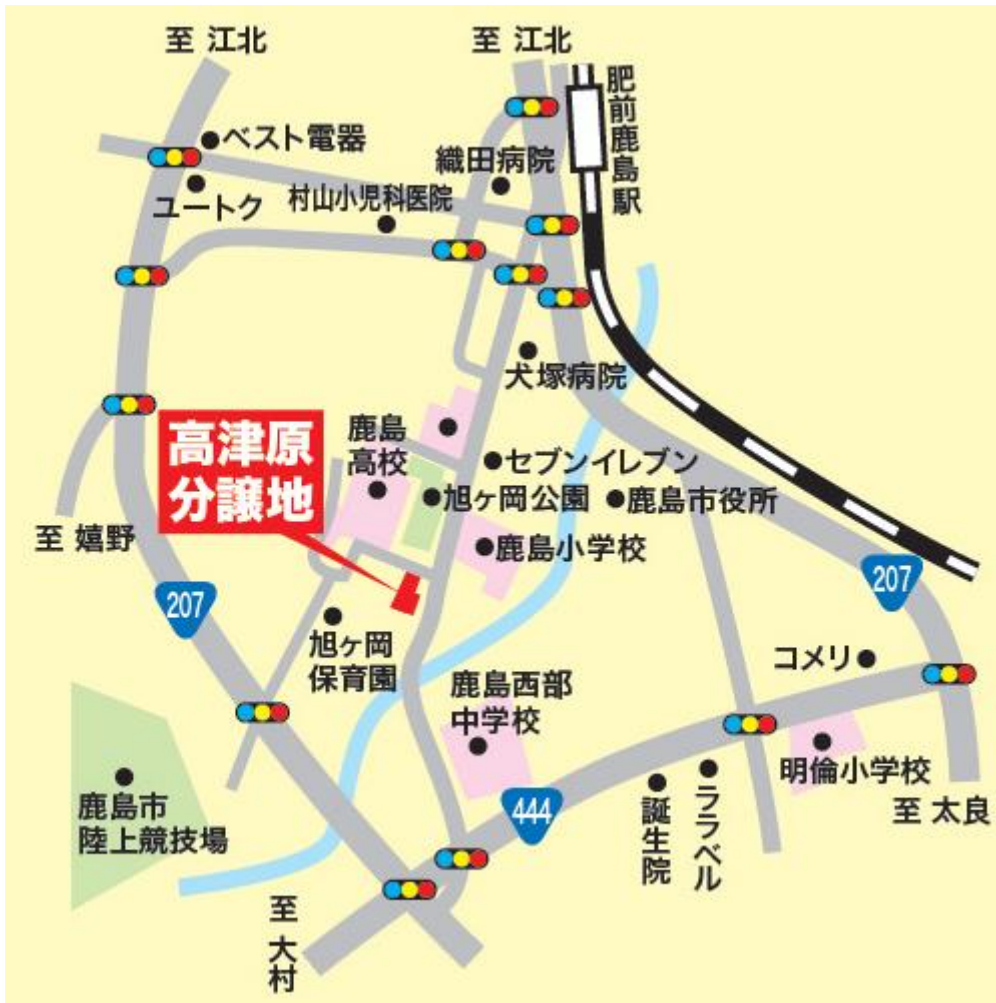 至 江北
至 江北
肥前鹿島駅
ベスト電器
織田病院
ユートク
村山小児科医院
犬塚病院
高津原
分譲地
鹿島
高校
セブンイレブン
旭ヶ岡公園
鹿島市役所
至 嬉野
鹿島小学校
207
207
旭ヶ岡
保育園
コメリ
鹿島西部
中学校
明倫小学校
鹿島市
陸上競技場
444
誕生院
ララベル
至 太良
至 大村